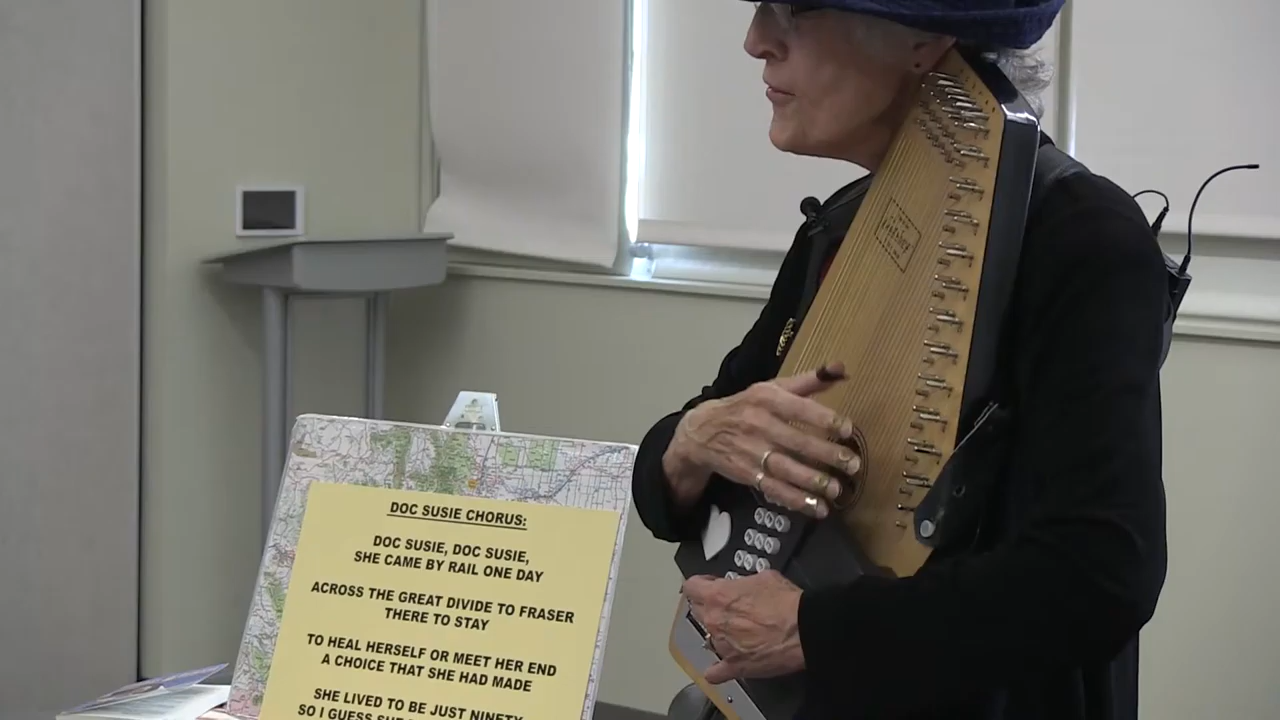 DOC SUSIE CHORUS:
DOC SUSIE, DOC SUSIE,
SHE CAME BY RAIL ONE DAY
ACROSS THE GREAT DIVIDE TO FRASER
THERE TO STAY
TO HEAL HERSELF OR MEET HER END
A CHOICE THAT SHE HAD MADE
SHE LIVED TO BE JUST NINETY
SO I GUESS